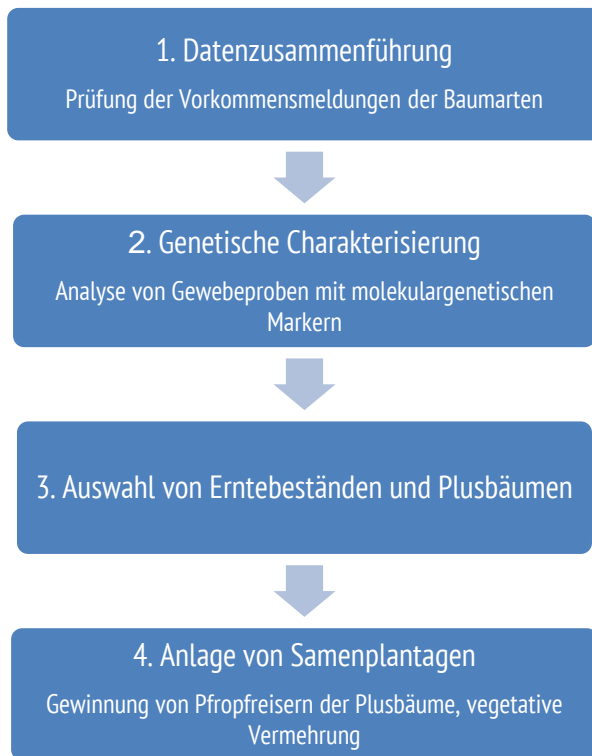 1. Datenzusammenführung
Prüfung der Vorkommensmeldungen der Baumarten
2. Genetische Charakterisierung
Analyse von Gewebeproben mit molekulargenetischen
Markern
3. Auswahl von Erntebeständen und Plusbäumen
4. Anlage von Samenplantagen
Gewinnung von Pfropfreisern der Plusbäume, vegetative
Vermehrung